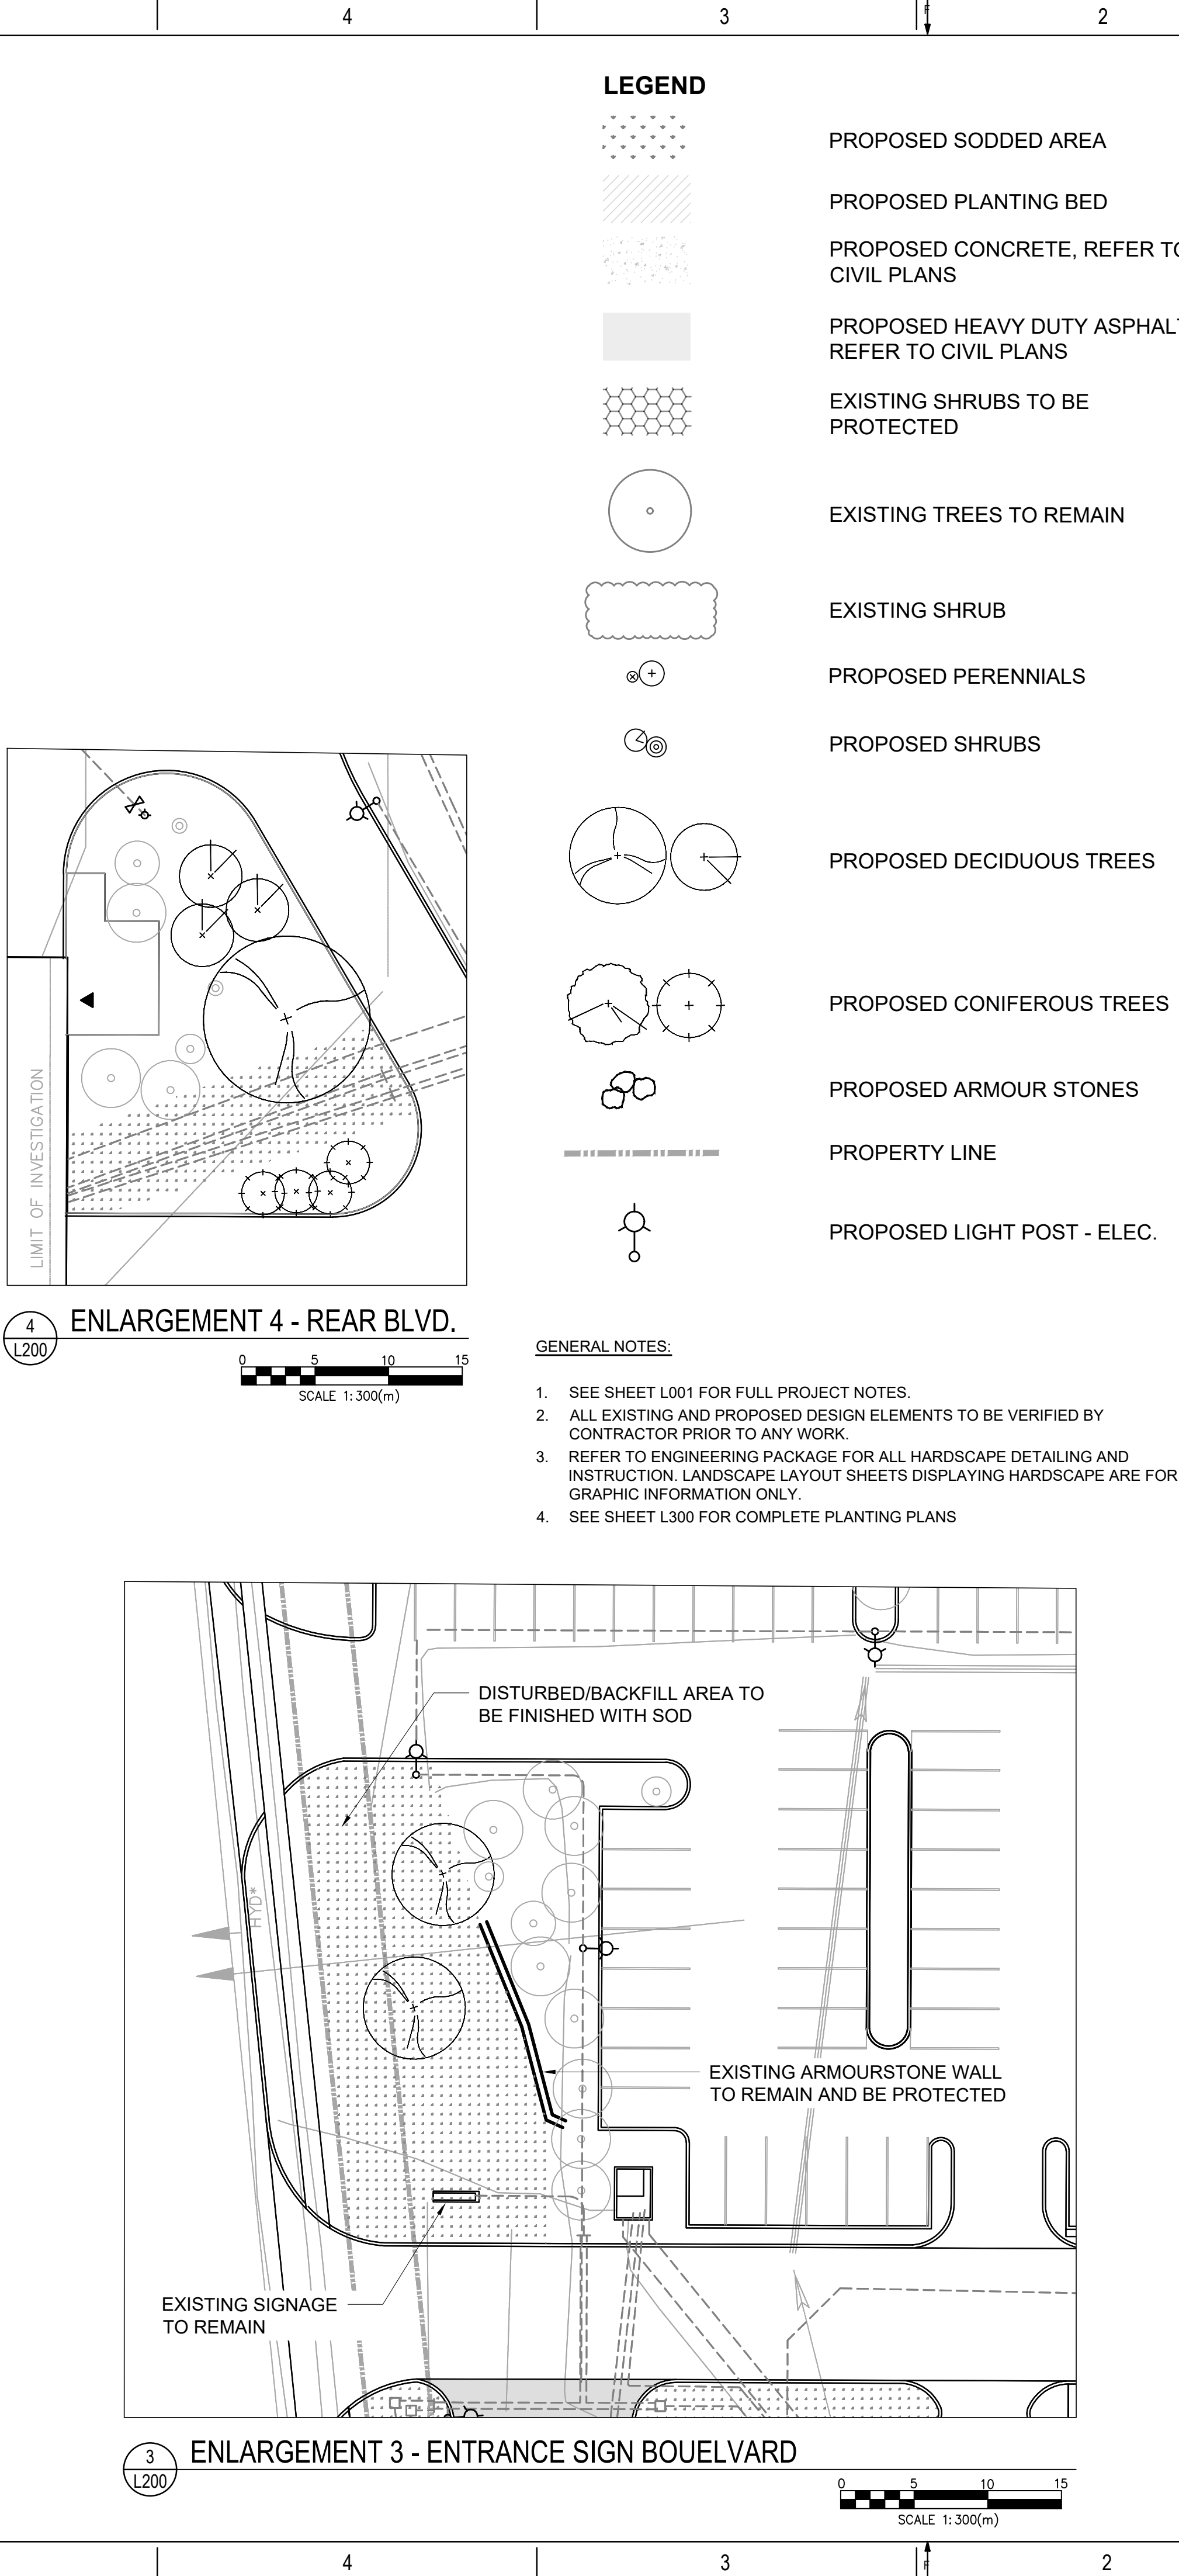 4 3 2
F
LEGEND
PROPOSED SODDED AREA
PROPOSED PLANTING BED
PROPOSED CONCRETE, REFER TO
CIVIL PLANS
PROPOSED HEAVY DUTY ASPHALT
REFER TO CIVIL PLANS
EXISTING SHRUBS TO BE
PROTECTED
EXISTING TREES TO REMAIN
EXISTING SHRUB
PROPOSED PERENNIALS
PROPOSED SHRUBS
PROPOSED DECIDUOUS TREES
PROPOSED CONIFEROUS TREES
PROPOSED ARMOUR STONES
PROPERTY LINE
PROPOSED LIGHT POST - ELEC.
LIMIT OF INVESTIGATION
4
L200
ENLARGEMENT 4 - REAR BLVD.
0 5 10 15
SCALE 1:300(m)
GENERAL NOTES:
1. SEE SHEET L001 FOR FULL PROJECT NOTES.
2. ALL EXISTING AND PROPOSED DESIGN ELEMENTS TO BE VERIFIED BY
CONTRACTOR PRIOR TO ANY WORK.
3. REFER TO ENGINEERING PACKAGE FOR ALL HARDSCAPE DETAILING AND
INSTRUCTION. LANDSCAPE LAYOUT SHEETS DISPLAYING HARDSCAPE ARE FOR
GRAPHIC INFORMATION ONLY.
4. SEE SHEET L300 FOR COMPLETE PLANTING PLANS
DISTURBED/BACKFILL AREA TO
BE FINISHED WITH SOD
HYD*
EXISTING ARMOURSTONE WALL
TO REMAIN AND BE PROTECTED
EXISTING SIGNAGE
TO REMAIN
3
L200
ENLARGEMENT 3 - ENTRANCE SIGN BOUELVARD
0 5 10 15
SCALE 1:300(m)
4 3 2
F